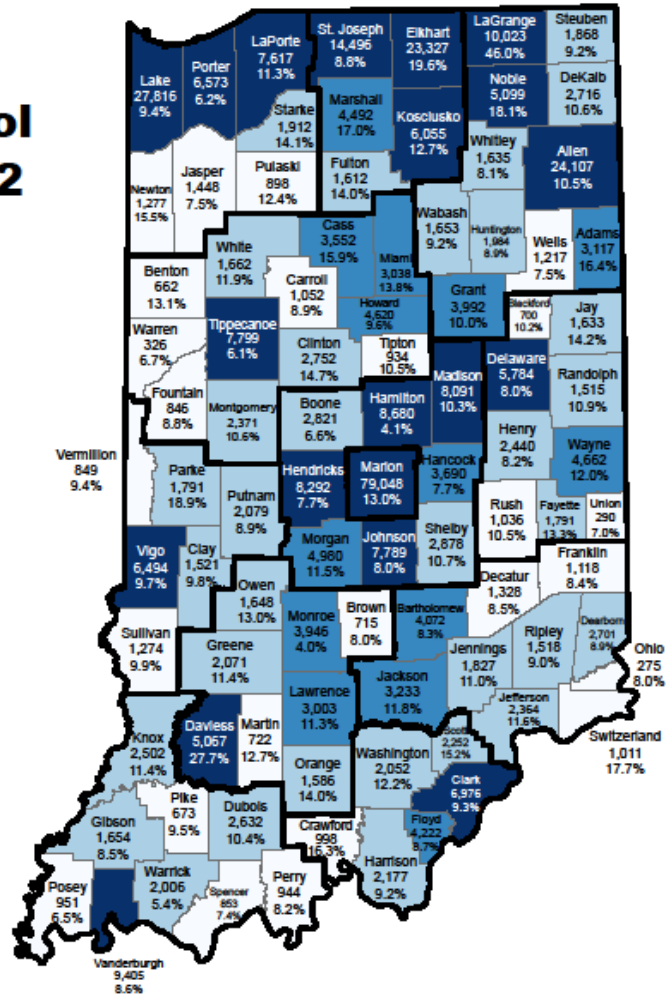 ol
2
Lake
27,816
9.4%
Porter
6,573
6.2%
LaPorte
7,617
11.3%
St. Joseph
14,496
8.8%
Elkhart
23,327
19.6%
LaGrange
10,023
46.0%
Steuben
1,868
9.2%
Noble
5,099
18.1%
DeKalb
2,716
10.6%
Starke
1,912
14.1%
Marshall
4,492
17.0%
Kosciusko
6,055
12.7%
Whitley
1,635
8.1%
Allen
24,107
10.5%
Newton
1,277
15.5%
Jasper
1,448
7.5%
Pulaski
898
12.4%
Fulton
1,612
14.0%
Wabash
1,653
9.2%
Huntington
1,984
8.9%
Wells
1,217
7.5%
Adams
3,117
16.4%
White
1,662
11.9%
Cass
3,552
15.9%
Miami
3,038
13.8%
Benton
662
13.1%
Carroll
1,052
8.9%
Howard
4,620
9.6%
Grant
3,992
10.0%
Blackford
700
10.2%
Jay
1,633
14.2%
Warren
326
6.7%
Tippecanoe
7,799
6.1%
Clinton
2,752
14.7%
Tipton
934
10.5%
Madison
8,091
10.3%
Delaware
5,784
8.0%
Randolph
1,515
10.9%
Fountain
846
8.8%
Montgomery
2,371
10.6%
Boone
2,821
6.6%
Hamilton
8,680
4.1%
Henry
2,440
8.2%
Wayne
4,662
12.0%
Vermillion
849
9.4%
Parke
1,791
18.9%
Putnam
2,079
8.9%
Hendricks
8,292
7.7%
Marion
79,048
13.0%
Hancock
3,690
7.7%
Rush
1,036
10.5%
Fayette
1,791
13.3%
Union
290
7.0%
Vigo
6,494
9.7%
Clay
1,521
9.8%
Morgan
4,980
11.5%
Johnson
7,789
8.0%
Shelby
2,878
10.7%
Franklin
1,118
8.4%
Decatur
1,328
8.5%
Owen
1,648
13.0%
Monroe
3,946
4.0%
Brown
715
8.0%
Bartholomew
4,072
8.3%
Sullivan
1,274
9.9%
Greene
2,071
11.4%
Jennings
1,827
11.0%
Ripley
1,518
9.0%
Dearborn
2,701
8.9%
Ohio
275
8.0%
Jackson
3,233
11.8%
Jefferson
2,364
11.6%
Switzerland
1,011
17.7%
Knox
2,502
11.4%
Daviess
5,067
27.7%
Martin
722
12.7%
Lawrence
3,003
11.3%
Orange
1,586
14.0%
Washington
2,052
12.2%
Scott
2,252
15.2%
Clark
6,976
9.3%
Gibson
1,654
8.5%
Pike
673
9.5%
Dubois
2,632
10.4%
Crawford
998
16.3%
Floyd
4,222
8.7%
Harrison
2,177
9.2%
Posey
951
6.5%
Warrick
2,006
5.4%
Spencer
853
7.4%
Perry
944
8.2%
Vanderburgh
9,405
8.6%